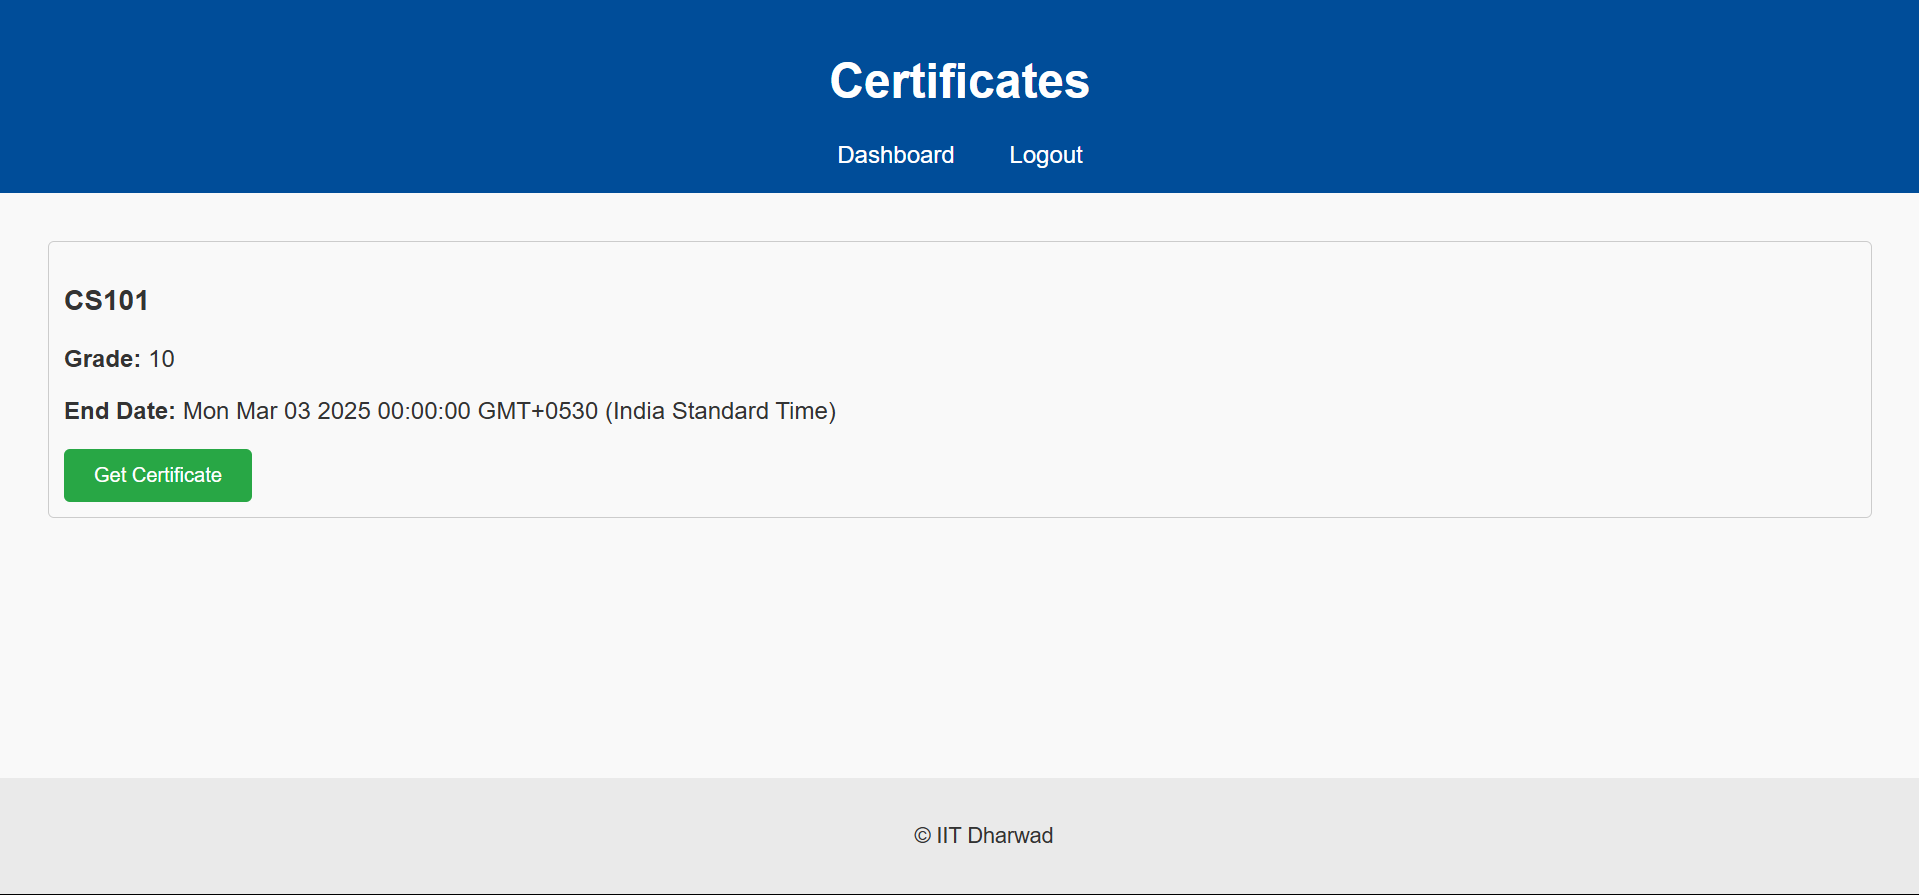 Certificates
Dashboard Logout
CS101
Grade: 10
End Date: Mon Mar 03 2025 00:00:00 GMT+0530 (India Standard Time)
Get Certificate
© IIT Dharwad